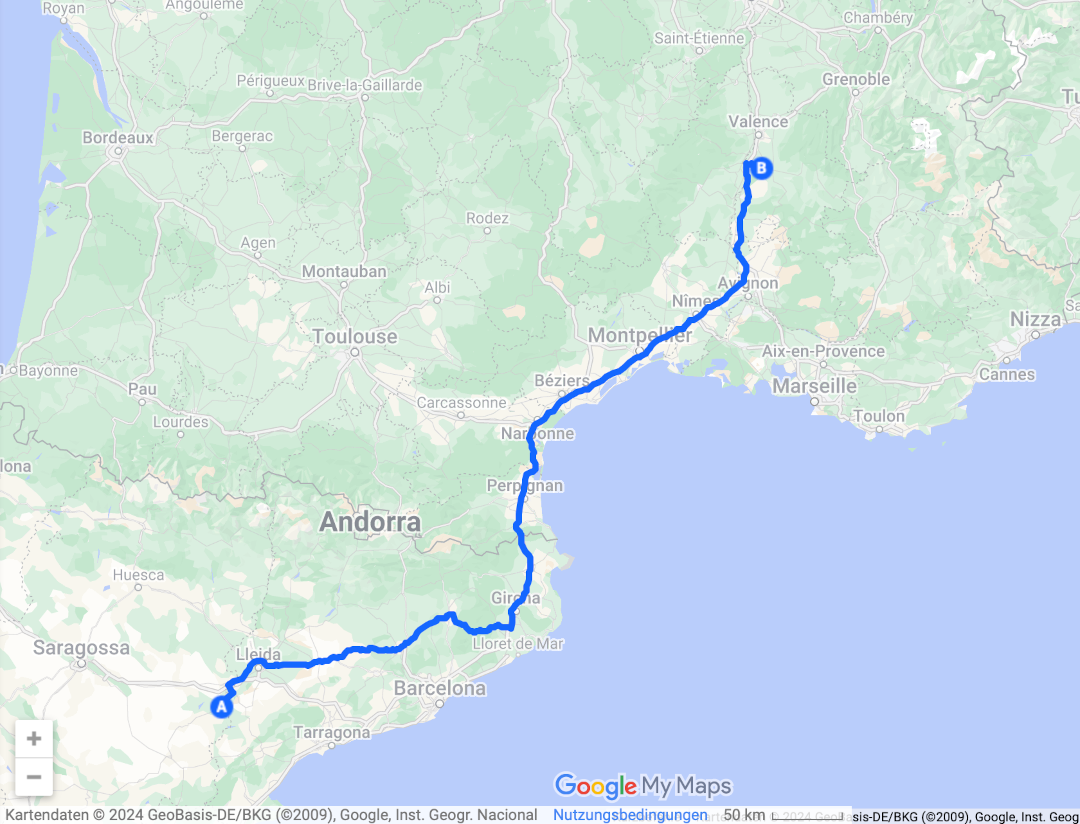 Royan
Angoulême
Chambéry
Saint-Étienne
Grenoble
Périgueux
Brive-la-Gaillarde
Valence
Bordeaux
Bergerac
B
Rodez
Agen
Montauban
Albi
Avignon
Nîmes
Toulouse
Montpellier
Nizza
Aix-en-Provence
Bayonne
Cannes
Pau
Béziers
Marseille
Carcassonne
Toulon
Lourdes
Narbonne
lona
Perpignan
Andorra
Huesca
Girona
Lloret de Mar
Saragossa
Lleida
Barcelona
A
Tarragona
+
−
Google My Maps
Kartendaten © 2024 GeoBasis-DE/BKG (©2009), Google, Inst. Geogr. Nacional Nutzungsbedingungen 50 km sis-DE/BKG (©2009), Google, Inst. Geog